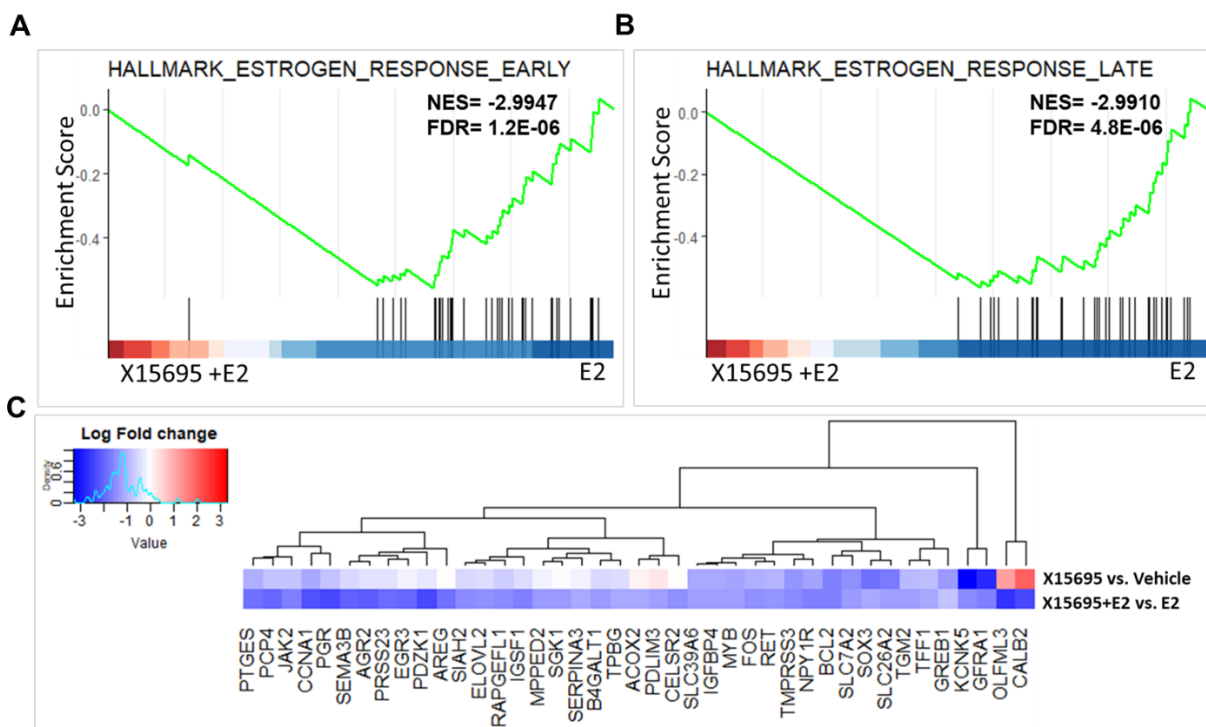 A
HALLMARK_ESTROGEN_RESPONSE_EARLY
NES= -2.9947
FDR= 1.2E-06
Enrichment Score
0.0
-0.2
-0.4
X15695 +E2
E2
B
HALLMARK_ESTROGEN_RESPONSE_LATE
NES= -2.9910
FDR= 4.8E-06
Enrichment Score
0.0
-0.2
-0.4
X15695 +E2
E2
C
Log Fold change
Density
0 0.6
-3 -1 0 1 2 3
Value
X15695 vs. Vehicle
X15695+E2 vs. E2
PTGES
PCP4
JAK2
CCNA1
PGR
SEMA3B
AGR2
PRSS23
EGR3
PDZK1
AREG
SIAH2
ELOVL2
RAPGEFL1
IGSF1
MPPED2
SGK1
SERPINA3
B4GALT1
TPBG
ACOX2
PDLIM3
CELSR2
SLC39A6
IGFBP4
MYB
FOS
RET
TMPRSS3
NPY1R
BCL2
SLC7A2
SOX3
SLC26A2
TGM2
TFF1
GREB1
KCNK5
GFRA1
OLFML3
CALB2